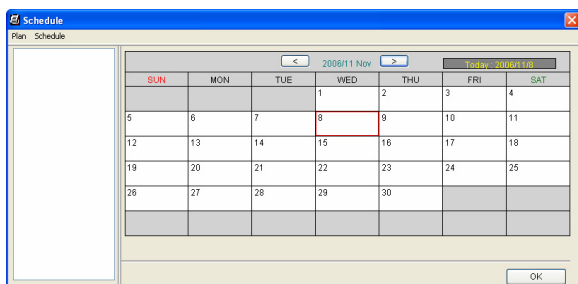 Schedule
Plan Schedule
< 2006/11 Nov > Today: 2006/11/8
SUN MON TUE WED THU FRI SAT
1 2 3 4
5 6 7 8 9 10 11
12 13 14 15 16 17 18
19 20 21 22 23 24 25
26 27 28 29 30
OK